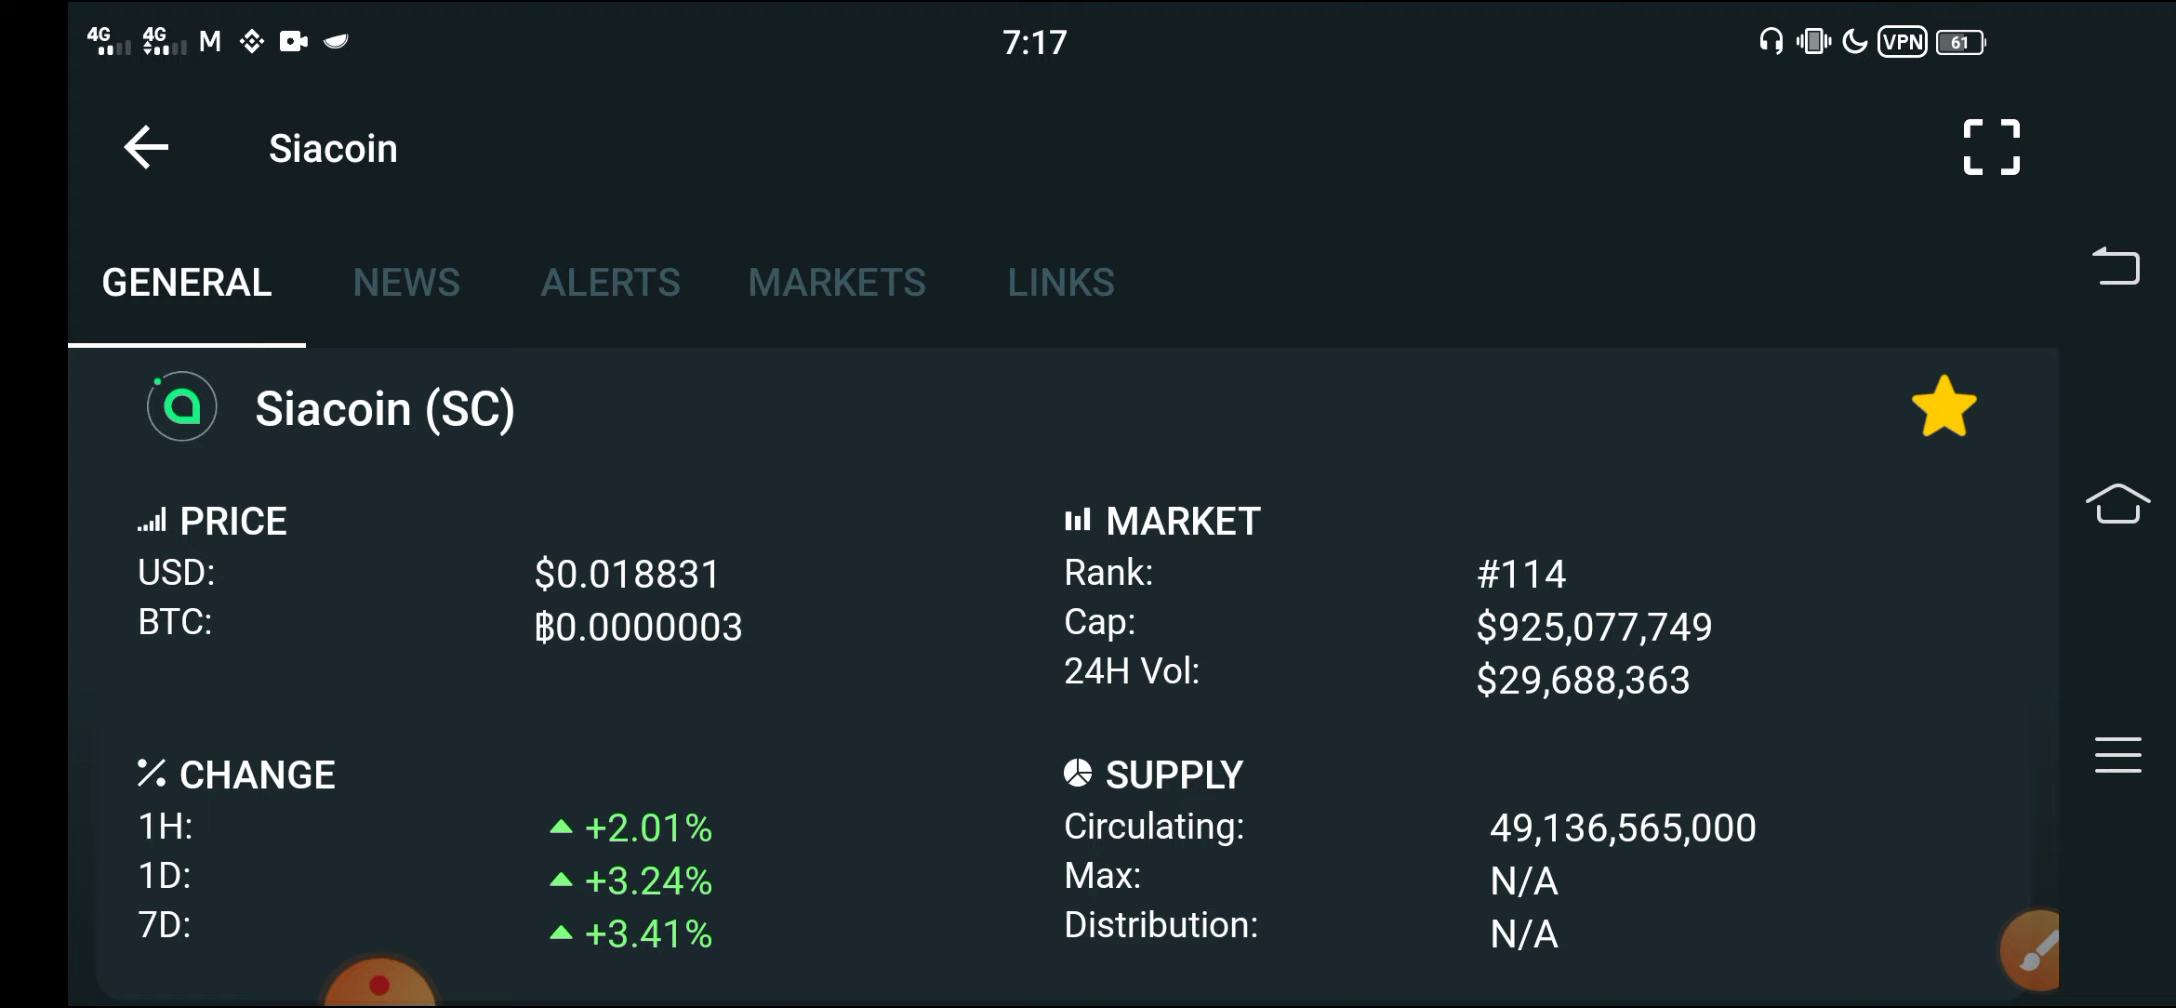 4G 4G M 7:17 VPN 61
Siacoin
GENERAL NEWS ALERTS MARKETS LINKS
Siacoin (SC)
PRICE
USD: $0.018831
BTC: ฿0.0000003
MARKET
Rank: #114
Cap: $925,077,749
24H Vol: $29,688,363
CHANGE
1H: +2.01%
1D: +3.24%
7D: +3.41%
SUPPLY
Circulating: 49,136,565,000
Max: N/A
Distribution: N/A